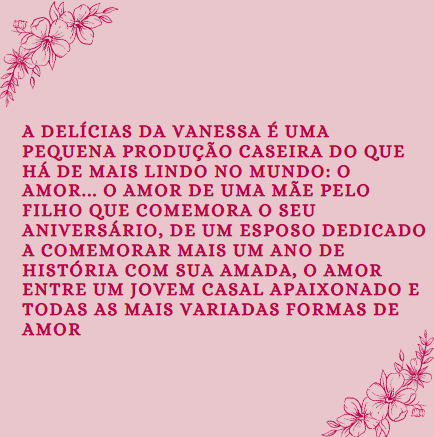 A DELÍCIAS DA VANESSA É UMA
PEQUENA PRODUÇÃO CASEIRA DO QUE
HÁ DE MAIS LINDO NO MUNDO: O
AMOR... O AMOR DE UMA MÃE PELO
FILHO QUE COMEMORA O SEU
ANIVERSÁRIO, DE UM ESPOSO DEDICADO
A COMEMORAR MAIS UM ANO DE
HISTÓRIA COM SUA AMADA, O AMOR
ENTRE UM JOVEM CASAL APAIXONADO E
TODAS AS MAIS VARIADAS FORMAS DE
AMOR